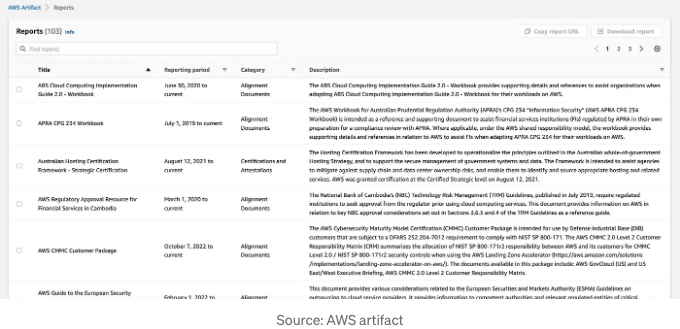 AWS Artifact > Reports
Reports (103) Info
Copy report URL
Download report
Find reports
< 1 2 3 >
Title Reporting period Category Description
ABS Cloud Computing Implementation
Guide 2.0 - Workbook
June 30, 2020 to
current
Alignment
Documents
The ABS Cloud Computing Implementation Guide 2.0 - Workbook provides supporting details and references to assist organisations when
adopting ABS Cloud Computing Implementation Guide 2.0 - Workbook for their workloads on AWS.
APRA CPG 234 Workbook
July 1, 2019 to current
Alignment
Documents
The AWS Workbook for Australian Prudential Regulation Authority (APRA)'s CPG 234 "Information Security" (AWS APRA CPG 234
Workbook) is intended as a reference and supporting document to assist financial services institutions (FIs) regulated by APRA in their own
preparation for a compliance review with APRA. Where applicable, under the AWS shared responsibility model, the workbook provides
supporting details and references in relation to AWS to assist FIs when adapting APRA CPG 234 for their workloads on AWS.
Australian Hosting Certification
Framework - Strategic Certification
August 12, 2021 to
current
Certifications and
Attestations
The Hosting Certification Framework has been developed to operationalize the principles outlined in the Australian whole-of-government
Hosting Strategy, and to support the secure management of government systems and data. The Framework is intended to assist agencies
to mitigate against supply chain and data center ownership risks, and enable them to identify and source appropriate hosting and related
services. AWS was granted certification at the Certified Strategic level on August 12, 2021.
AWS Regulatory Approval Resource for
Financial Services in Cambodia
March 1, 2020 to
current
Alignment
Documents
The National Bank of Cambodia's (NBC) Technology Risk Management (TRM) Guidelines, published in July 2019, require regulated
institutions to seek approval from the regulator prior using cloud computing services. This document provides information on AWS in
relation to key NBC approval considerations set out in Sections 3.6.3 and 4 of the TRM Guidelines as a reference guide.
AWS CMMC Customer Package
October 7, 2022 to
current
Alignment
Documents
The AWS Cybersecurity Maturity Model Certification (CMMC) Customer Package is intended for use by Defense Industrial Base (DIB)
customers that are subject to a DFARS 252.204-7012 requirement to comply with NIST SP 800-171. The AWS CMMC 2.0 Level 2 Customer
Responsibility Matrix (CRM) summarizes the allocation of NIST SP 800-171r2 responsibility between AWS and its customers for CMMC
Level 2.0 / NIST SP 800-171r2 security controls when using the AWS Landing Zone Accelerator (https://aws.amazon.com/solutions
/implementations/landing-zone-accelerator-on-aws/). The documents available in this package include: AWS GovCloud (US) and US
East/West Executive Briefing, AWS CMMC 2.0 Level 2 Customer Responsibility Matrix.
AWS Guide to the European Security
February 1, 2022 to
Alignment
This document provides various considerations related to the European Securities and Markets Authority (ESMA) Guidelines on
outsourcing to cloud service providers. It provides information to competent authorities and relevant regulated entities of critical
Source: AWS artifact